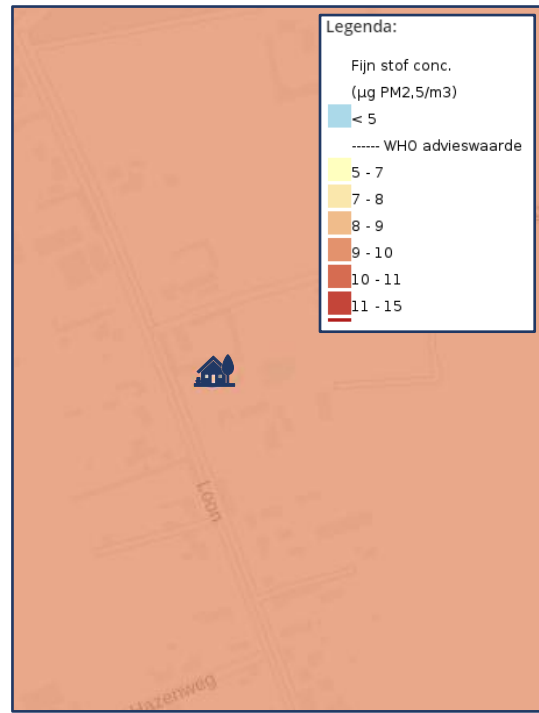 Legenda:
Fijn stof conc.
(µg PM2,5/m3)
< 5
------ WHO advieswaarde
5 - 7
7 - 8
8 - 9
9 - 10
10 - 11
11 - 15
Loon
Hazenweg